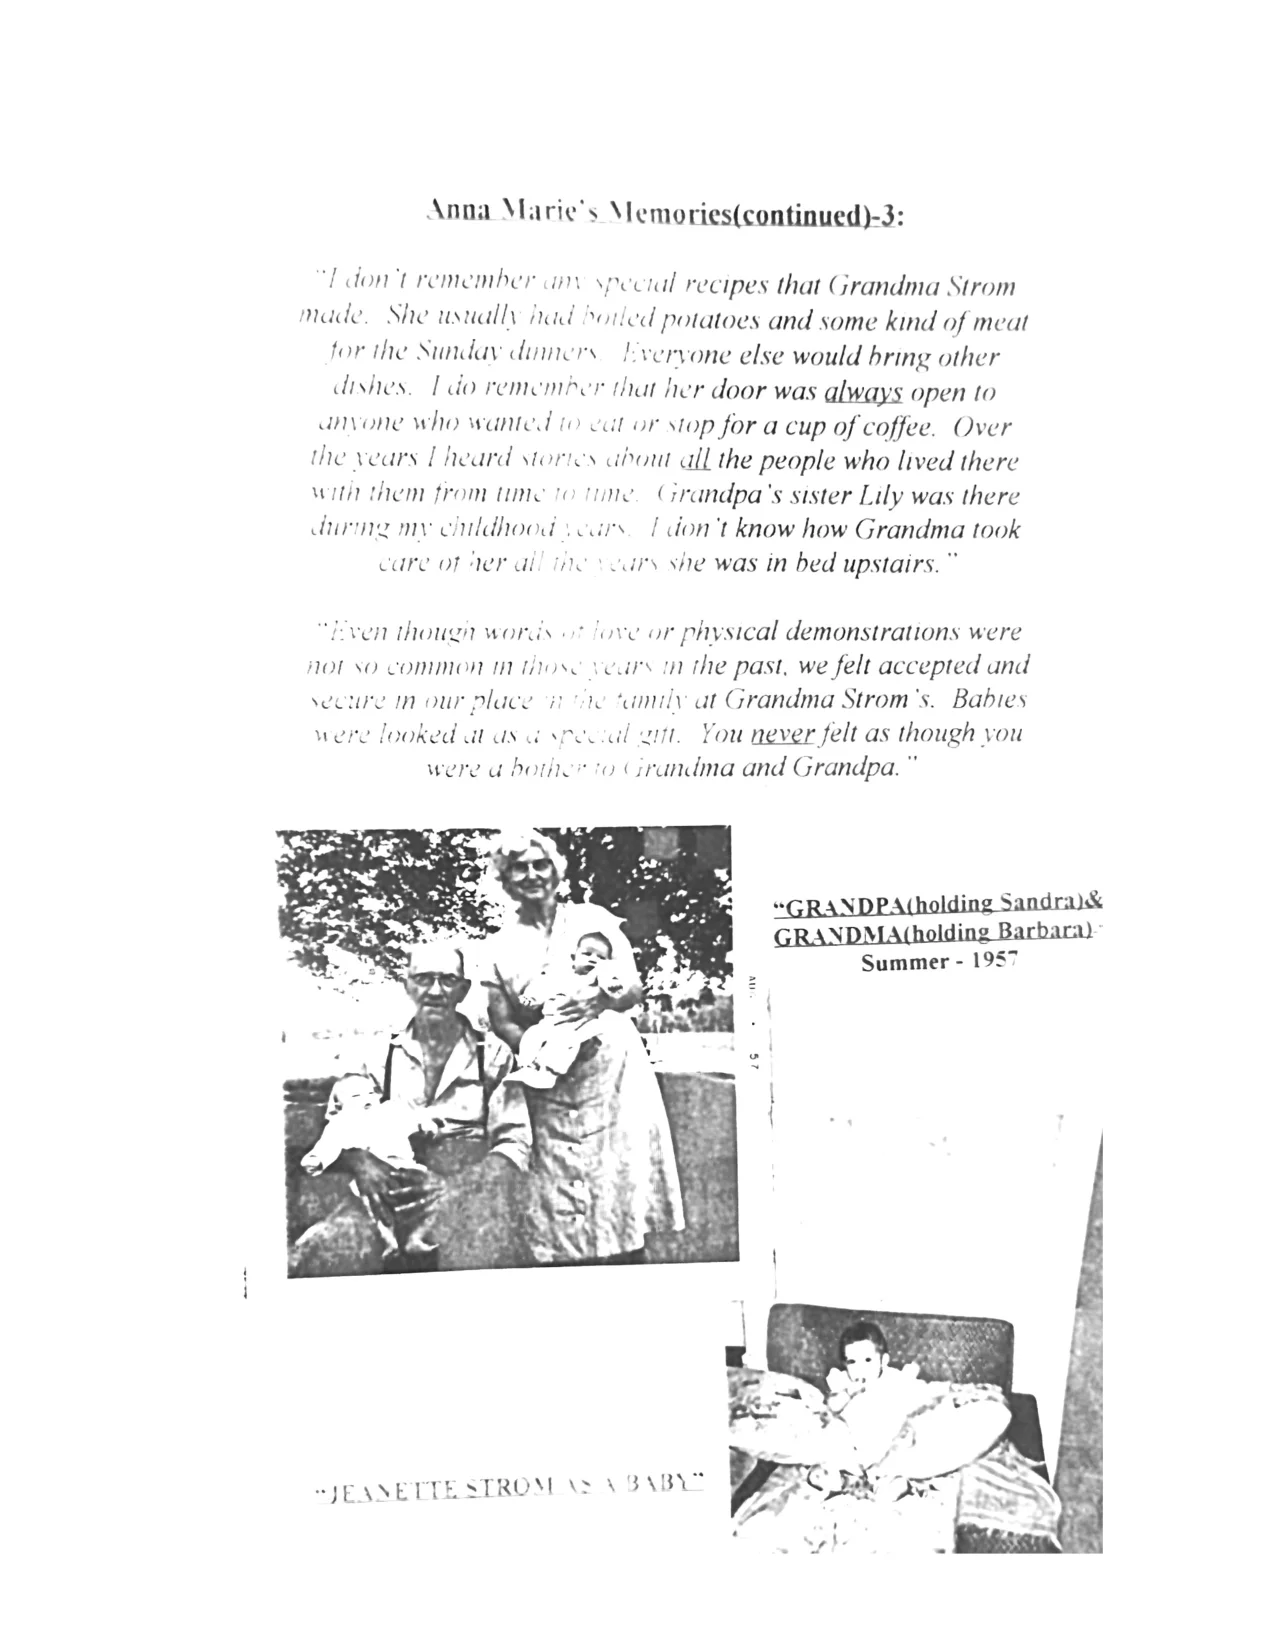 Anna Marie's Memories(continued)-3:
"I don't remember any special recipes that Grandma Strom
made. She usually had boiled potatoes and some kind of meat
for the Sunday dinners. Everyone else would bring other
dishes. I do remember that her door was always open to
anyone who wanted to eat or stop for a cup of coffee. Over
the years I heard stories about all the people who lived there
with them from time to time. Grandpa's sister Lily was there
during my childhood years. I don't know how Grandma took
care of her all the years she was in bed upstairs."
"Even though words of love or physical demonstrations were
not so common in those years in the past, we felt accepted and
secure in our place in the family at Grandma Strom's. Babies
were looked at as a special gift. You never felt as though you
were a bother to Grandma and Grandpa."
"GRANDPA(holding Sandra)&
GRANDMA(holding Barbara)-
Summer - 1957
57
"JEANETTE STROM AS A BABY"